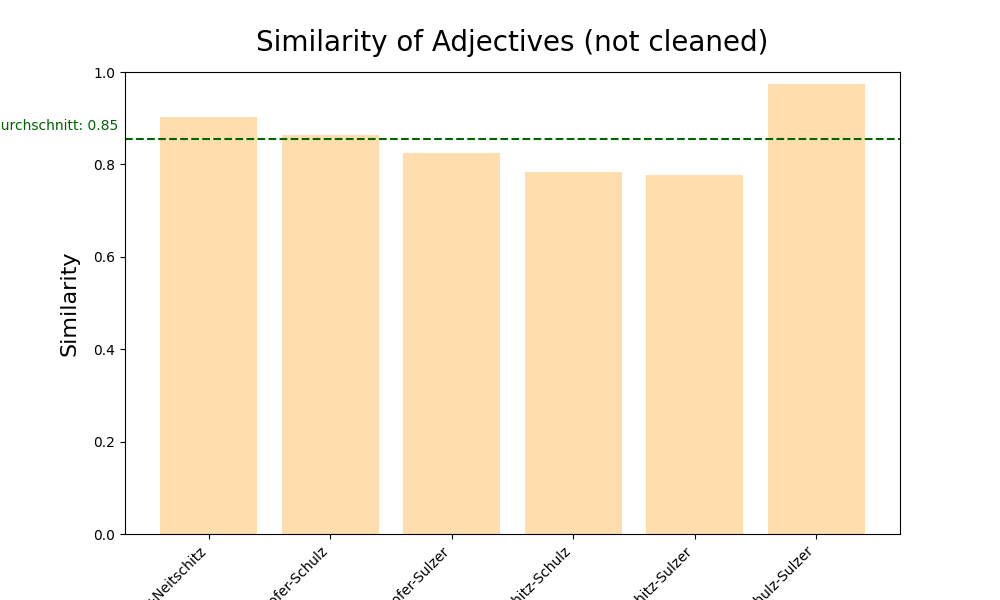 Similarity of Adjectives (not cleaned)
1.0
urchschnitt: 0.85
0.8
0.6
Similarity
0.4
0.2
0.0
-Neitschitz
ofer-Schulz
ofer-Sulzer
hitz-Schulz
hitz-Sulzer
hulz-Sulzer